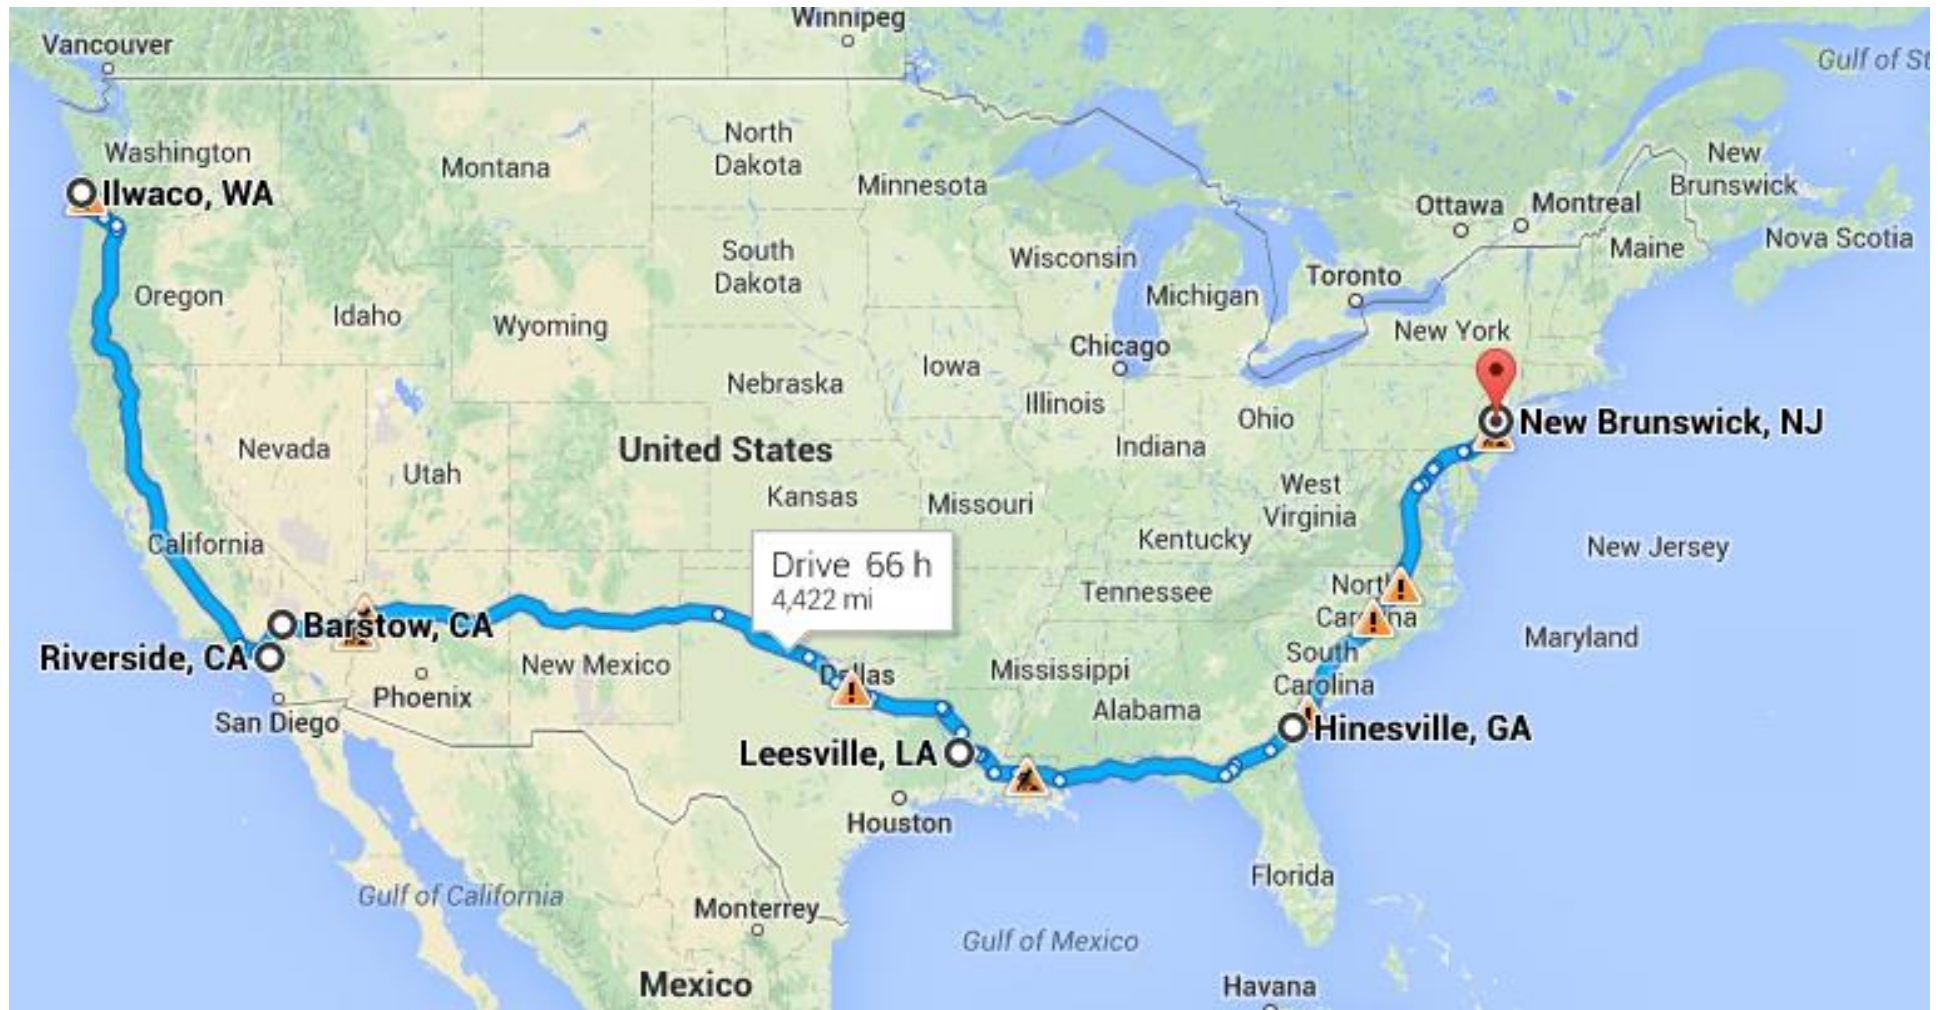 Winnipeg
Vancouver
Gulf of St
Washington
North
Dakota
Montana
Minnesota
New
Brunswick
Ilwaco, WA
Ottawa
Montreal
Nova Scotia
Maine
South
Dakota
Wisconsin
Toronto
Oregon
Idaho
Wyoming
Michigan
New York
Chicago
Iowa
Nebraska
Illinois
Ohio
New Brunswick, NJ
Nevada
United States
Indiana
Utah
Kansas
Missouri
West
Virginia
California
Kentucky
New Jersey
Drive 66 h
4,422 mi
Tennessee
North
Carolina
Barstow, CA
Maryland
Riverside, CA
New Mexico
Dallas
Mississippi
South
Carolina
Phoenix
San Diego
Alabama
Hinesville, GA
Leesville, LA
Houston
Florida
Gulf of California
Monterrey
Gulf of Mexico
Mexico
Havana